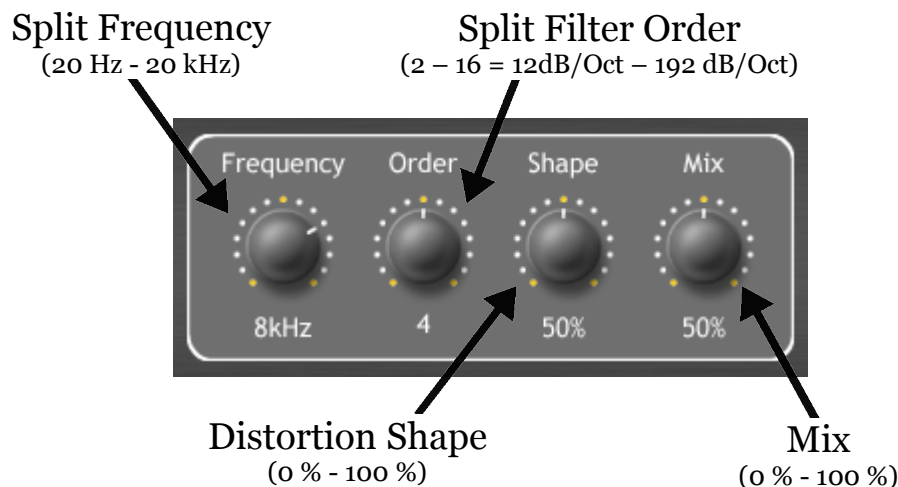 Split Frequency
(20 Hz - 20 kHz)
Split Filter Order
(2 – 16 = 12dB/Oct – 192 dB/Oct)
Frequency Order Shape Mix
8kHz 4 50% 50%
Distortion Shape
(0 % - 100 %)
Mix
(0 % - 100 %)